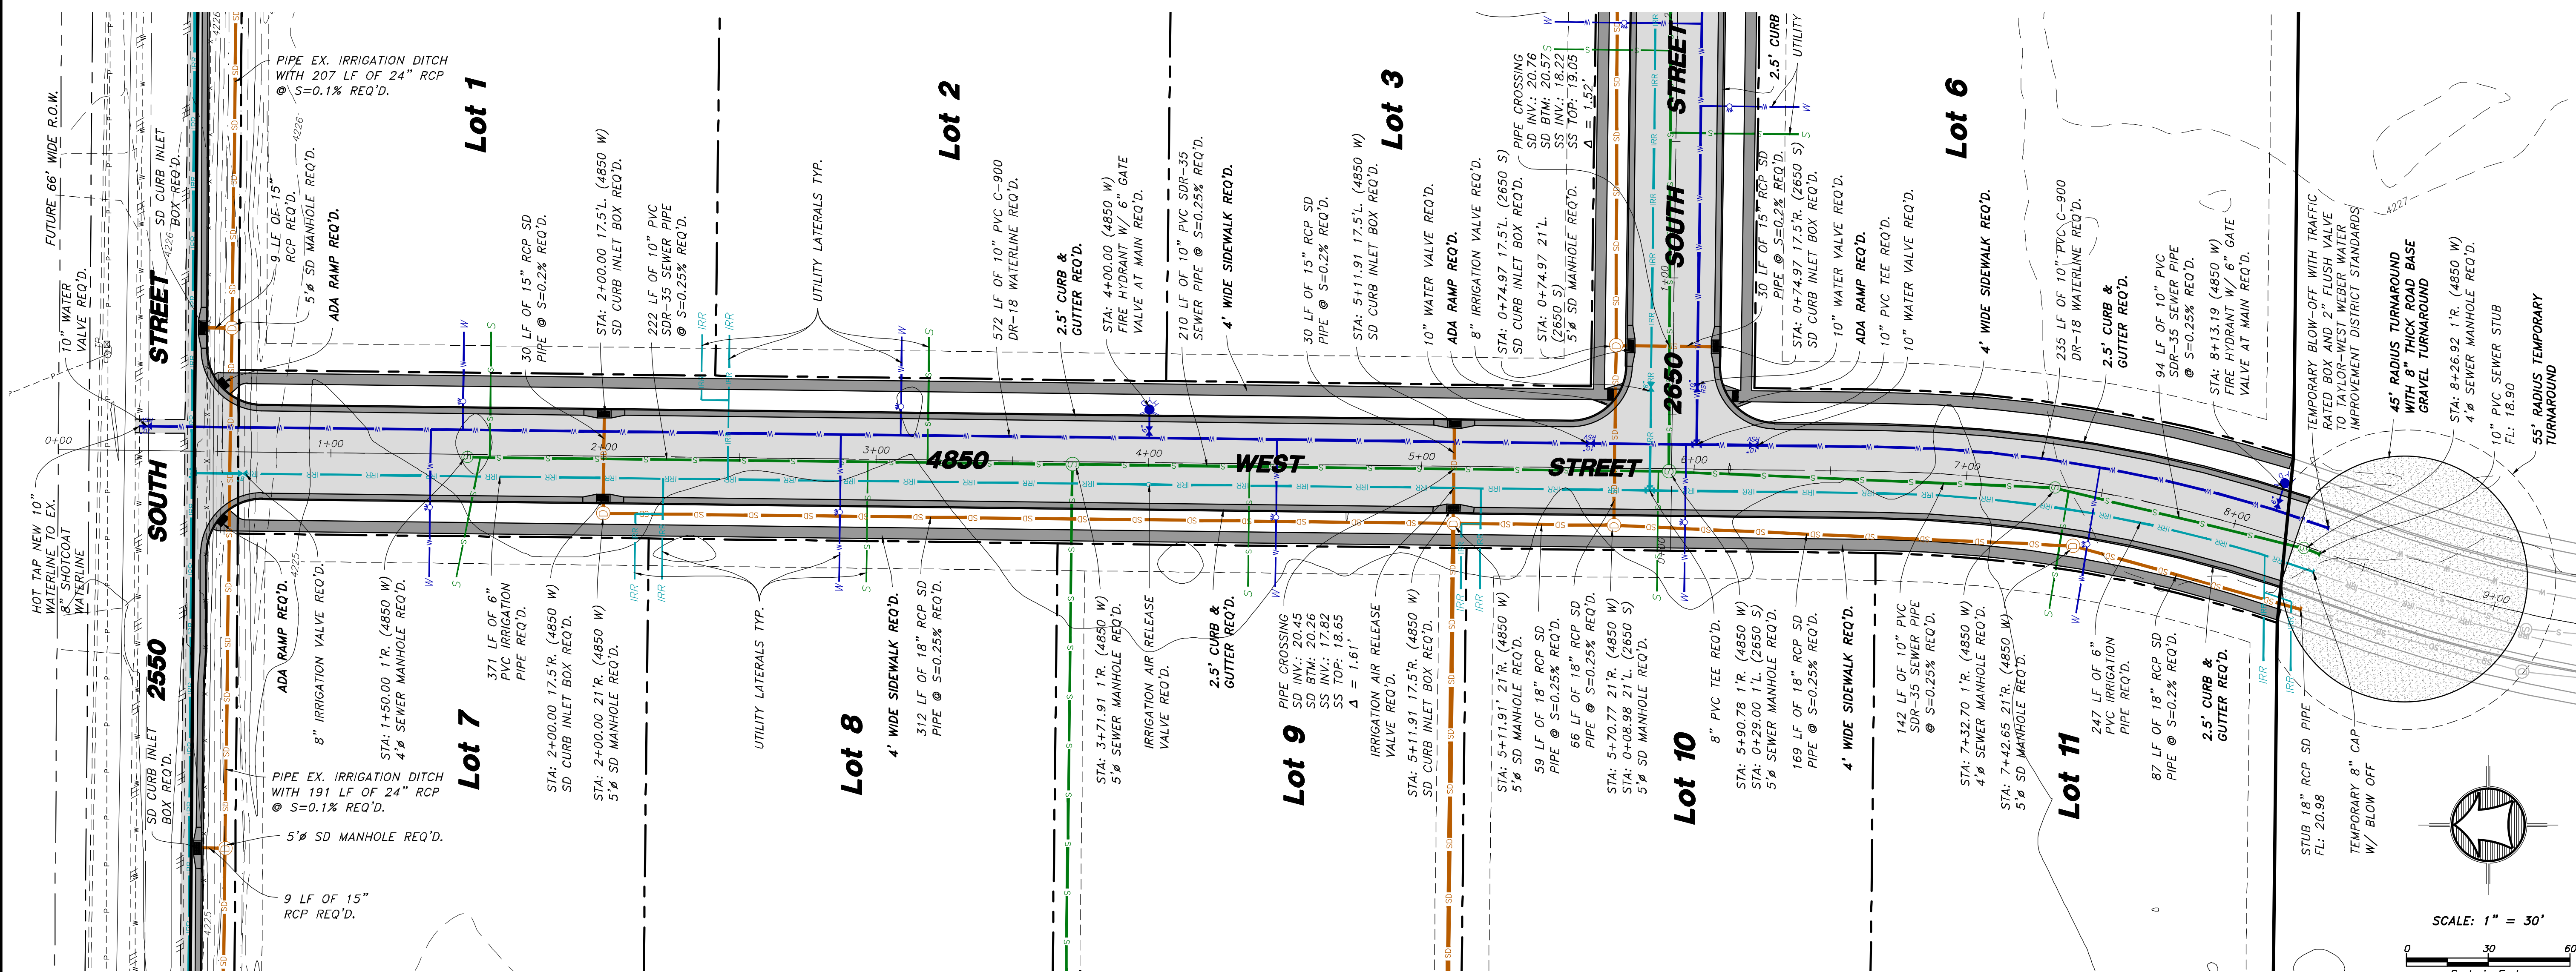 PIPE EX. IRRIGATION DITCH
WITH 207 LF OF 24" RCP
@ S=0.1% REQ'D.
FUTURE 66' WIDE R.O.W.
10" WATER
VALVE REQ'D.
SD CURB INLET
BOX REQ'D.
4226
4226
4226
9 LF OF 15"
RCP REQ'D.
5'ø SD MANHOLE REQ'D.
ADA RAMP REQ'D.
Lot 1
30 LF OF 15" RCP SD
PIPE @ S=0.2% REQ'D.
STA: 2+00.00 17.5'L. (4850 W)
SD CURB INLET BOX REQ'D.
222 LF OF 10" PVC
SDR-35 SEWER PIPE
@ S=0.25% REQ'D.
UTILITY LATERALS TYP.
Lot 2
572 LF OF 10" PVC C-900
DR-18 WATERLINE REQ'D.
2.5' CURB &
GUTTER REQ'D.
STA: 4+00.00 (4850 W)
FIRE HYDRANT W/ 6" GATE
VALVE AT MAIN REQ'D.
210 LF OF 10" PVC SDR-35
SEWER PIPE @ S=0.25% REQ'D.
4' WIDE SIDEWALK REQ'D.
30 LF OF 15" RCP SD
PIPE @ S=0.2% REQ'D.
Lot 3
STA: 5+11.91 17.5'L. (4850 W)
SD CURB INLET BOX REQ'D.
10" WATER VALVE REQ'D.
ADA RAMP REQ'D.
8" IRRIGATION VALVE REQ'D.
STA: 0+74.97 17.5'L. (2650 S)
SD CURB INLET BOX REQ'D.
STA: 0+74.97 21'L.
(2650 S)
5'ø SD MANHOLE REQ'D.
PIPE CROSSING
SD INV.: 20.76
SD BTM: 20.57
SS INV.: 18.22
SS TOP: 19.05
Δ = 1.52'
2650 SOUTH STREET
1+00
0+00
2.5' CURB
UTILITY
30 LF OF 15" RCP SD
PIPE @ S=0.2% REQ'D.
STA: 0+74.97 17.5'R. (2650 S)
SD CURB INLET BOX REQ'D.
10" WATER VALVE REQ'D.
ADA RAMP REQ'D.
10" PVC TEE REQ'D.
10" WATER VALVE REQ'D.
Lot 6
4' WIDE SIDEWALK REQ'D.
235 LF OF 10" PVC C-900
DR-18 WATERLINE REQ'D.
2.5' CURB &
GUTTER REQ'D.
94 LF OF 10" PVC
SDR-35 SEWER PIPE
@ S=0.25% REQ'D.
STA: 8+13.19 (4850 W)
FIRE HYDRANT W/ 6" GATE
VALVE AT MAIN REQ'D.
TEMPORARY BLOW-OFF WITH TRAFFIC
RATED BOX AND 2" FLUSH VALVE
TO TAYLOR-WEST WEBER WATER
IMPROVEMENT DISTRICT STANDARDS
4227
45' RADIUS TURNAROUND
WITH 8" THICK ROAD BASE
GRAVEL TURNAROUND
STA: 8+26.92 1'R. (4850 W)
4'ø SEWER MANHOLE REQ'D.
10" PVC SEWER STUB
FL: 18.90
55' RADIUS TEMPORARY
TURNAROUND
0+00
1+00
2+00
3+00
4+00
5+00
6+00
7+00
8+00
9+00
4850 WEST STREET
2550 SOUTH STREET
HOT TAP NEW 10"
WATERLINE TO EX.
8" SHOTCOAT
WATERLINE
SD CURB INLET
BOX REQ'D.
4225
4225
ADA RAMP REQ'D.
8" IRRIGATION VALVE REQ'D.
PIPE EX. IRRIGATION DITCH
WITH 191 LF OF 24" RCP
@ S=0.1% REQ'D.
5'ø SD MANHOLE REQ'D.
9 LF OF 15"
RCP REQ'D.
STA: 1+50.00 1'R. (4850 W)
4'ø SEWER MANHOLE REQ'D.
Lot 7
371 LF OF 6"
PVC IRRIGATION
PIPE REQ'D.
STA: 2+00.00 17.5'R. (4850 W)
SD CURB INLET BOX REQ'D.
STA: 2+00.00 21'R. (4850 W)
5'ø SD MANHOLE REQ'D.
UTILITY LATERALS TYP.
Lot 8
4' WIDE SIDEWALK REQ'D.
312 LF OF 18" RCP SD
PIPE @ S=0.25% REQ'D.
STA: 3+71.91 1'R. (4850 W)
5'ø SEWER MANHOLE REQ'D.
IRRIGATION AIR RELEASE
VALVE REQ'D.
2.5' CURB &
GUTTER REQ'D.
PIPE CROSSING
SD INV.: 20.45
SD BTM: 20.26
SS INV.: 17.82
SS TOP: 18.65
Δ = 1.61'
Lot 9
IRRIGATION AIR RELEASE
VALVE REQ'D.
STA: 5+11.91 17.5'R. (4850 W)
SD CURB INLET BOX REQ'D.
STA: 5+11.91' 21'R. (4850 W)
5'ø SD MANHOLE REQ'D.
59 LF OF 18" RCP SD
PIPE @ S=0.25% REQ'D.
66 LF OF 18" RCP SD
PIPE @ S=0.25% REQ'D.
STA: 5+70.77 21'R. (4850 W)
STA: 0+08.98 21'L. (2650 S)
5'ø SD MANHOLE REQ'D.
Lot 10
8" PVC TEE REQ'D.
STA: 5+90.78 1'R. (4850 W)
STA: 0+29.00 1'L. (2650 S)
5'ø SEWER MANHOLE REQ'D.
169 LF OF 18" RCP SD
PIPE @ S=0.25% REQ'D.
4' WIDE SIDEWALK REQ'D.
142 LF OF 10" PVC
SDR-35 SEWER PIPE
@ S=0.25% REQ'D.
STA: 7+32.70 1'R. (4850 W)
4'ø SEWER MANHOLE REQ'D.
STA: 7+42.65 21'R. (4850 W)
5'ø SD MANHOLE REQ'D.
Lot 11
247 LF OF 6"
PVC IRRIGATION
PIPE REQ'D.
87 LF OF 18" RCP SD
PIPE @ S=0.2% REQ'D.
2.5' CURB &
GUTTER REQ'D.
STUB 18" RCP SD PIPE
FL: 20.98
TEMPORARY 8" CAP
W/ BLOW OFF
SCALE: 1" = 30'
0 30 60